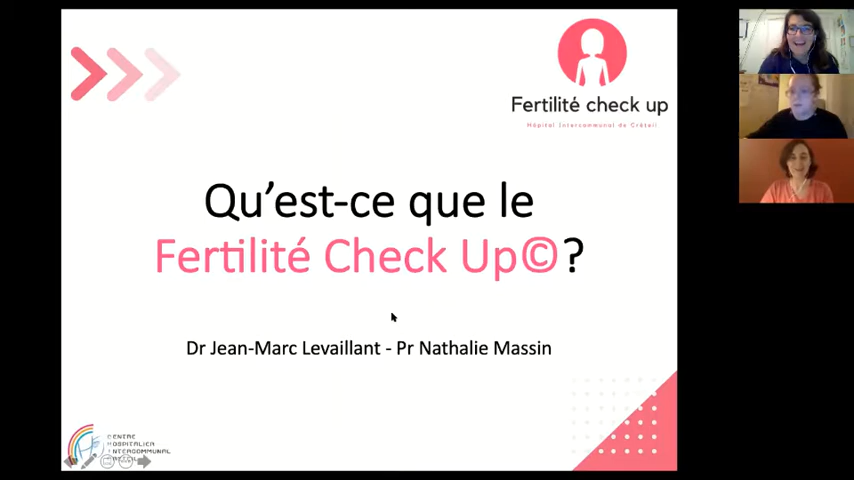 Fertilité check up
Hôpital Intercommunal de Créteil
Qu'est-ce que le
Fertilité Check Up©?
Dr Jean-Marc Levaillant - Pr Nathalie Massin
CENTRE
HOSPITALIER
INTERCOMMUNAL